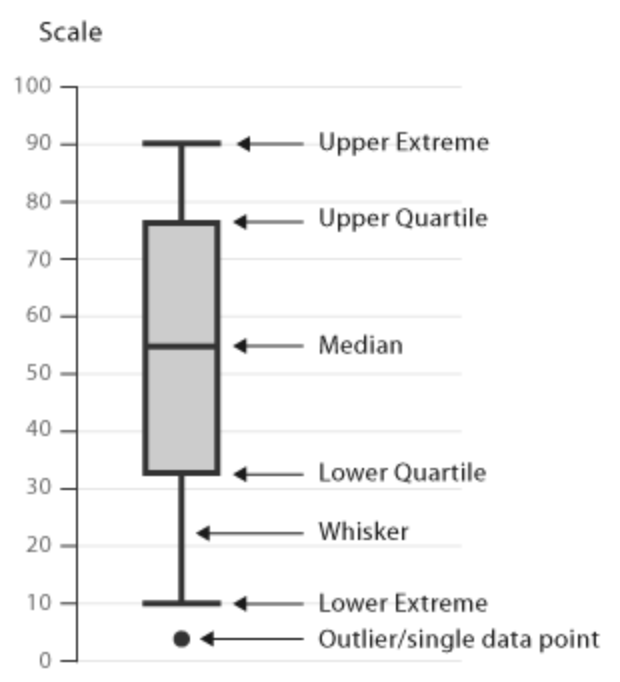 Scale
100
90
Upper Extreme
80
Upper Quartile
70
60
Median
50
40
Lower Quartile
30
Whisker
20
10
Lower Extreme
Outlier/single data point
0